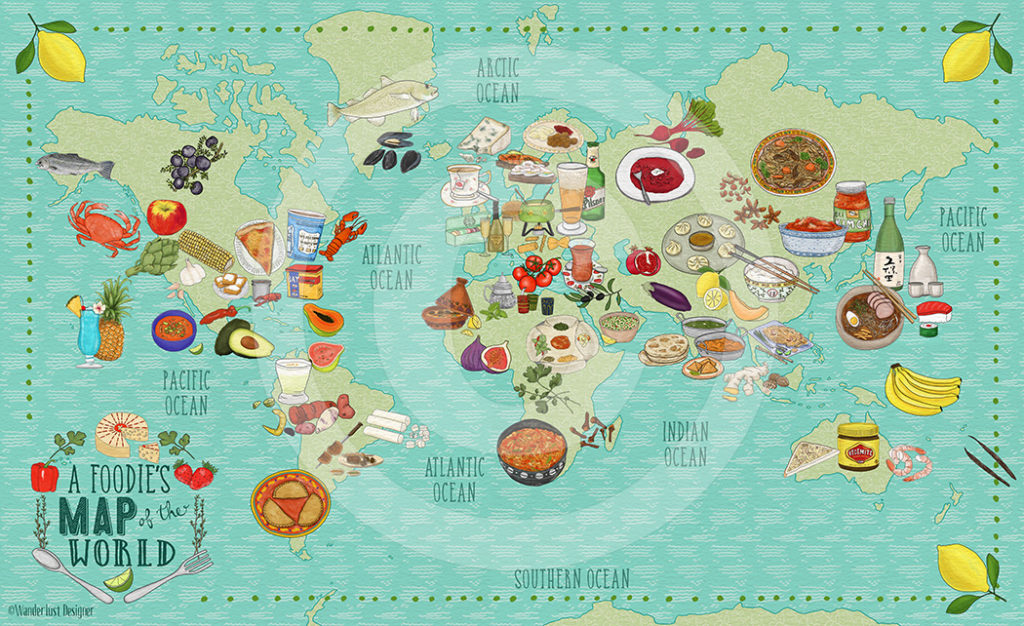 ARCTIC
OCEAN
ATLANTIC
OCEAN
PACIFIC
OCEAN
PACIFIC
OCEAN
ATLANTIC
OCEAN
INDIAN
OCEAN
VEGEMITE
A FOODIE'S
MAP of the
WORLD
SOUTHERN OCEAN
©Wanderlust Designer